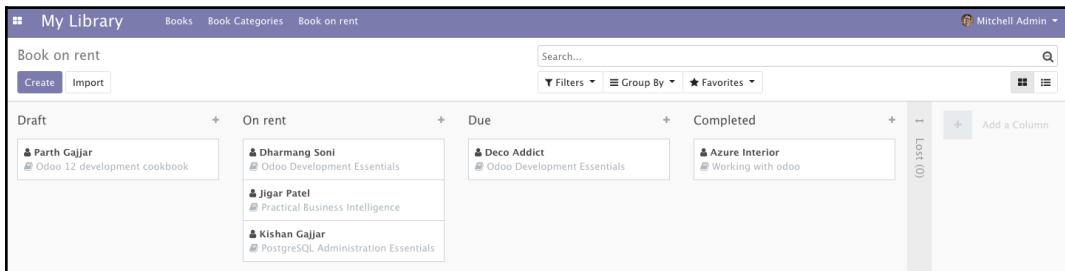 My Library Books Book Categories Book on rent Mitchell Admin
Book on rent Search...
Create Import Filters Group By Favorites
Draft + On rent + Due + Completed + + Add a Column
Parth Gajjar Dharmang Soni Deco Addict Azure Interior
Odoo 12 development cookbook Odoo Development Essentials Odoo Development Essentials Working with odoo
Lost (0)
Jigar Patel
Practical Business Intelligence
Kishan Gajjar
PostgreSQL Administration Essentials